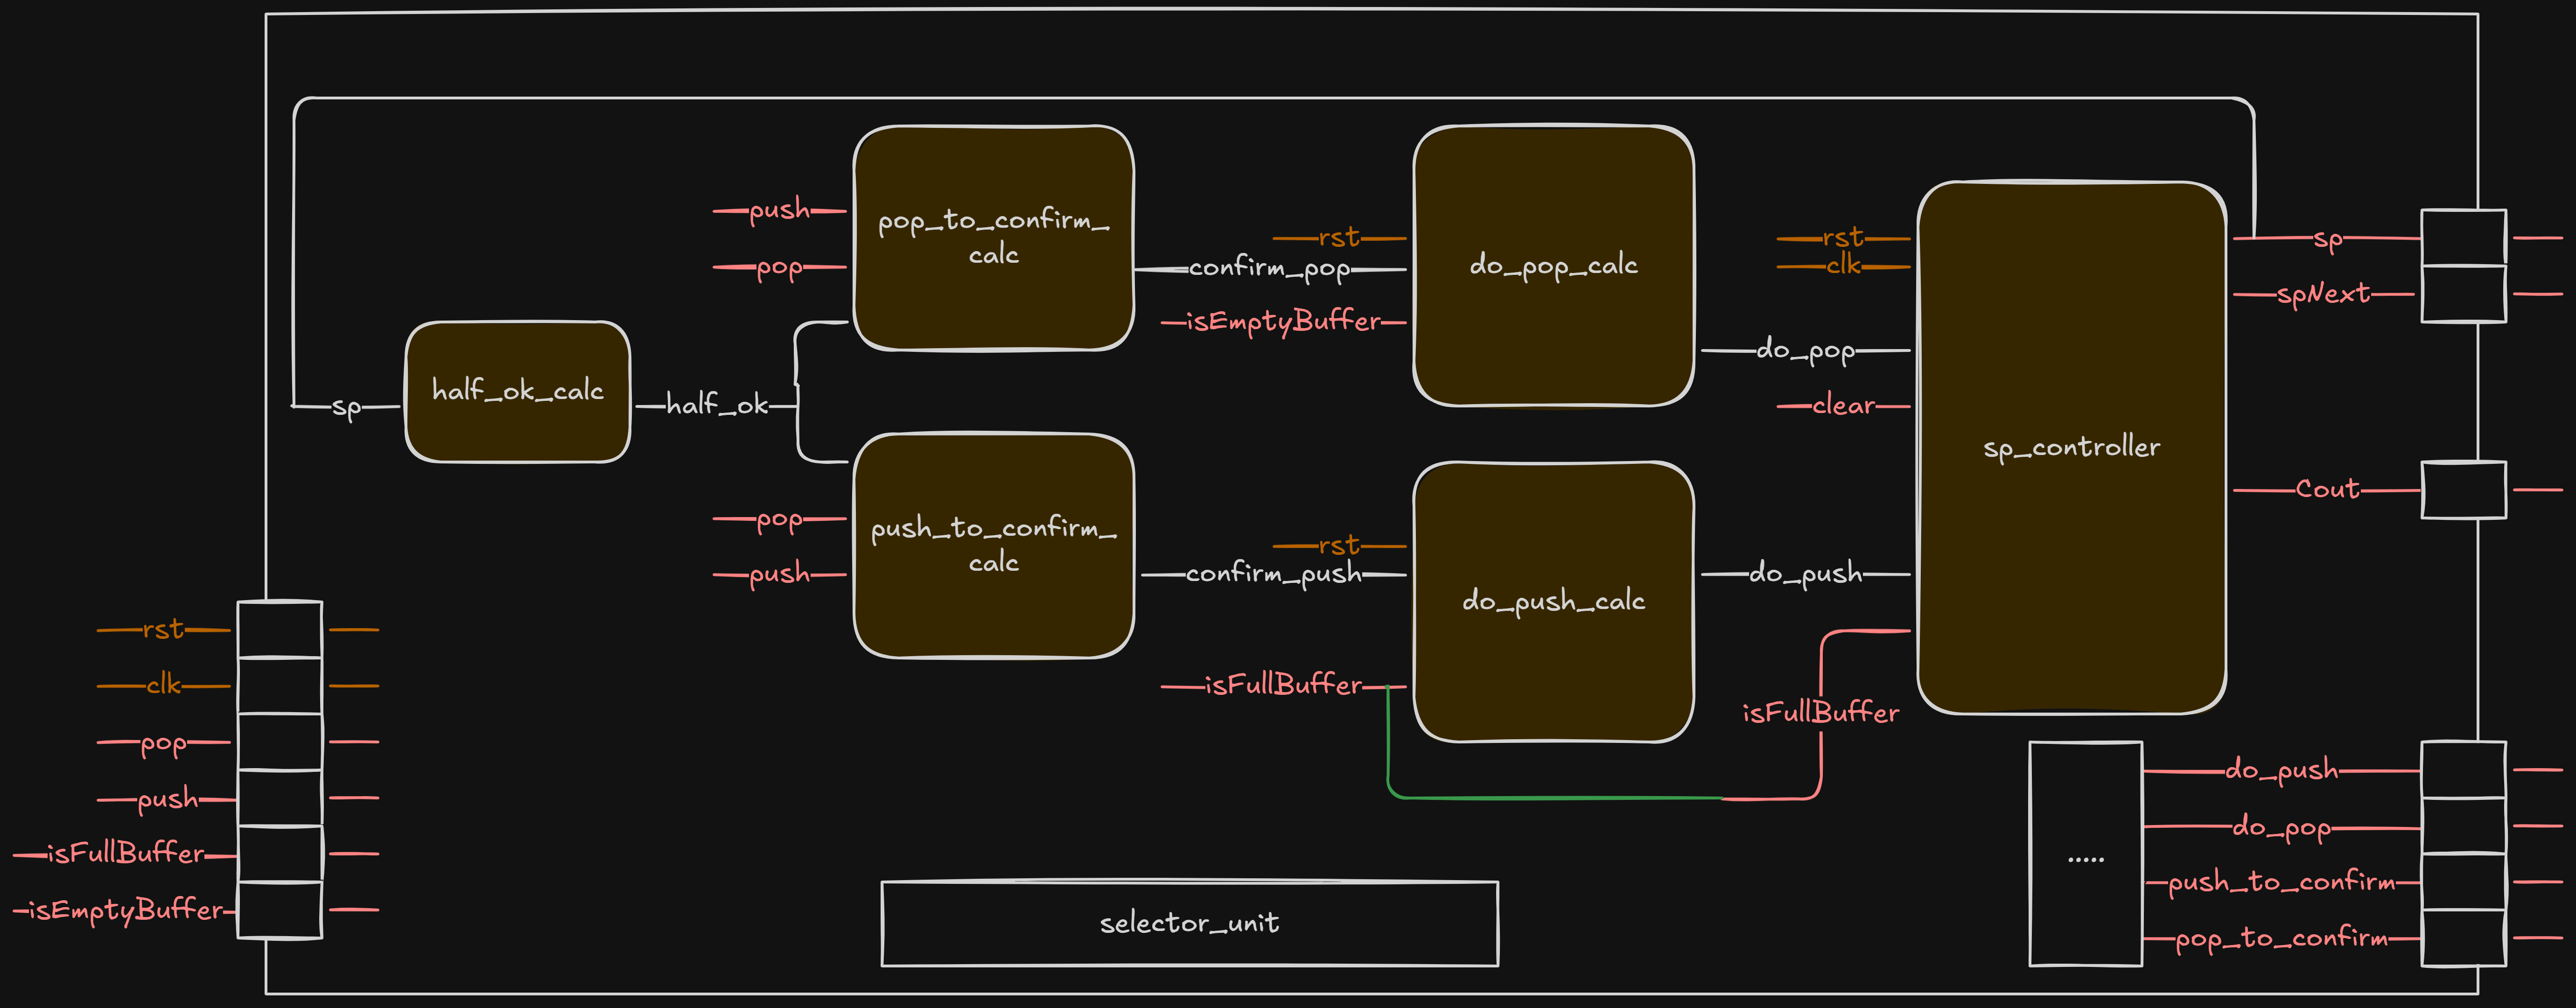 push
pop
pop_to_confirm_
calc
rst
confirm_pop
isEmptyBuffer
do_pop_calc
rst
clk
do_pop
clear
sp
spNext
sp
half_ok_calc
half_ok
pop
push
push_to_confirm_
calc
rst
confirm_push
isFullBuffer
do_push_calc
do_push
isFullBuffer
sp_controller
Cout
rst
clk
pop
push
isFullBuffer
isEmptyBuffer
selector_unit
.....
do_push
do_pop
push_to_confirm
pop_to_confirm